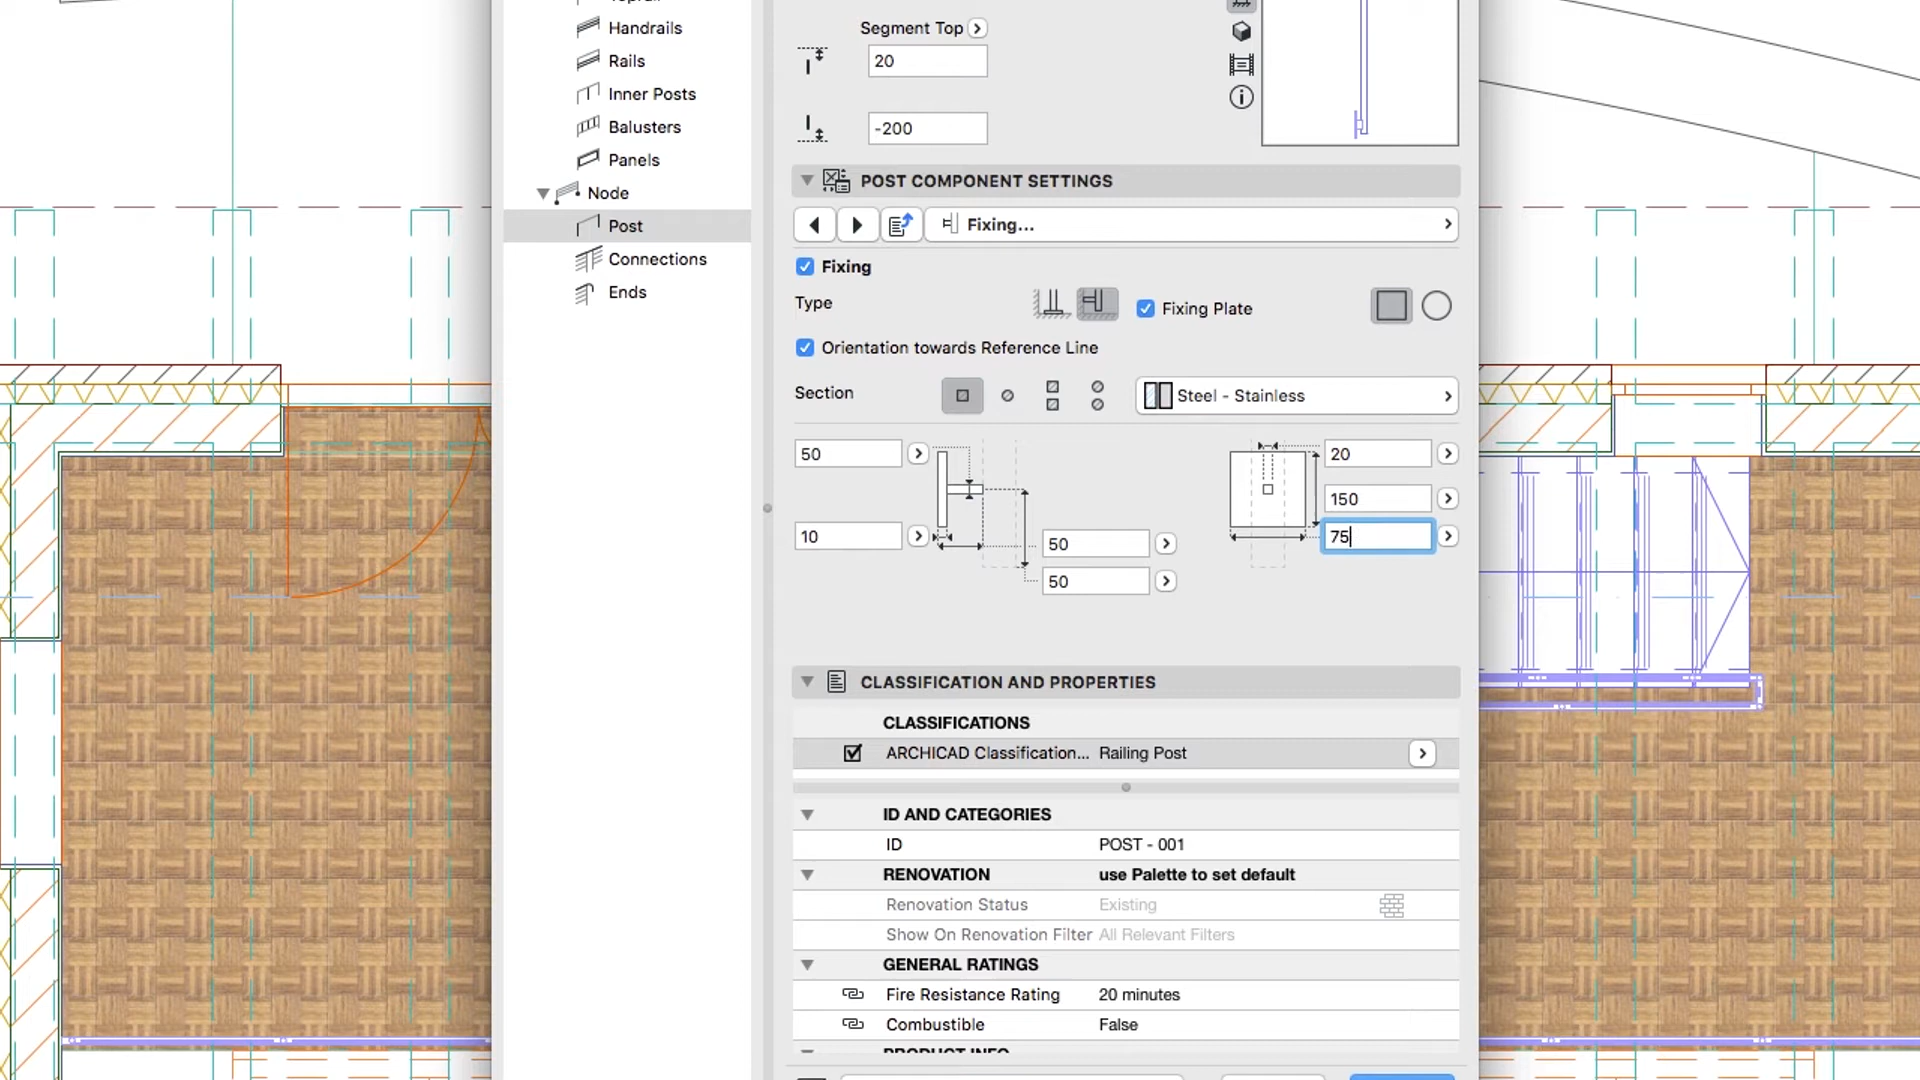 Handrails
Rails
Inner Posts
Balusters
Panels
Node
Post
Connections
Ends
Segment Top
20
-200
POST COMPONENT SETTINGS
Fixing...
Fixing
Type
Fixing Plate
Orientation towards Reference Line
Section
Steel - Stainless
50
20
150
10
50
75
50
CLASSIFICATION AND PROPERTIES
CLASSIFICATIONS
ARCHICAD Classification... Railing Post
ID AND CATEGORIES
ID POST - 001
RENOVATION use Palette to set default
Renovation Status Existing
Show On Renovation Filter All Relevant Filters
GENERAL RATINGS
Fire Resistance Rating 20 minutes
Combustible False
PRODUCT INFO